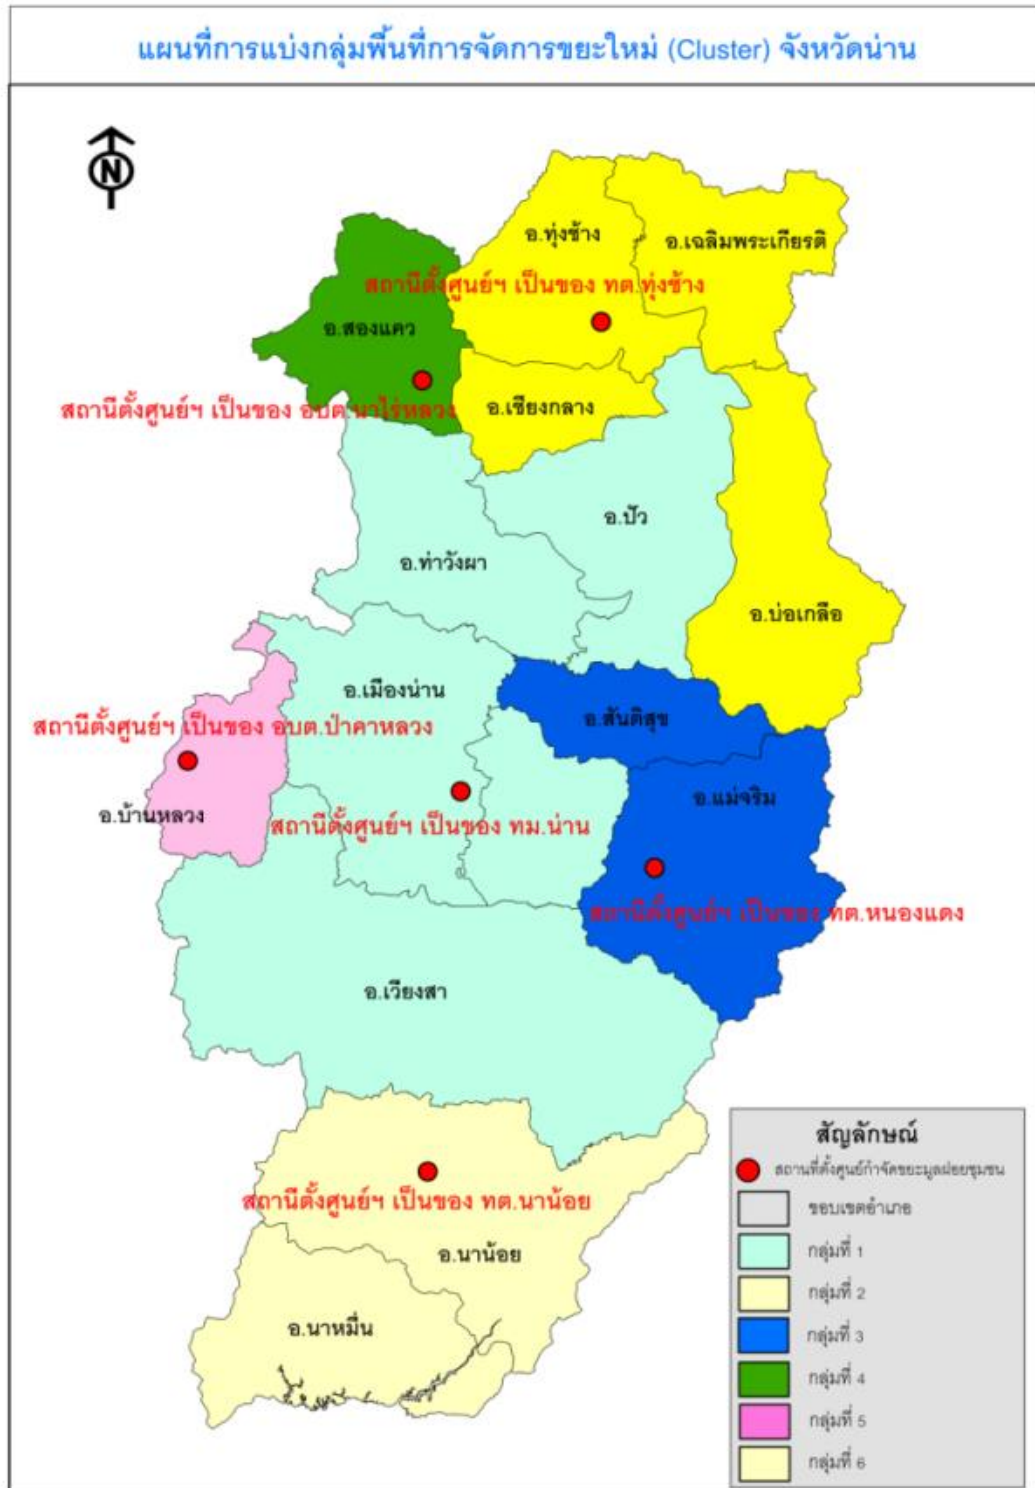 แผนที่การแบ่งกลุ่มพื้นที่การจัดการขยะใหม่ (Cluster) จังหวัดน่าน
N
อ.ทุ่งช้าง
อ.เฉลิมพระเกียรติ
สถานีตั้งศูนย์ฯ เป็นของ ทต.ทุ่งช้าง
อ.สองแคว
สถานีตั้งศูนย์ฯ เป็นของ อบต.นาไร่หลวง
อ.เชียงกลาง
อ.ปัว
อ.ท่าวังผา
อ.บ่อเกลือ
อ.เมืองน่าน
อ.สันติสุข
สถานีตั้งศูนย์ฯ เป็นของ อบต.ป่าคาหลวง
อ.แม่จริม
อ.บ้านหลวง
สถานีตั้งศูนย์ฯ เป็นของ ทม.น่าน
สถานีตั้งศูนย์ฯ เป็นของ ทต.หนองแดง
อ.เวียงสา
สถานีตั้งศูนย์ฯ เป็นของ ทต.นาน้อย
อ.นาน้อย
อ.นาหมื่น
สัญลักษณ์
สถานที่ตั้งศูนย์กำจัดขยะมูลฝอยชุมชน
ขอบเขตอำเภอ
กลุ่มที่ 1
กลุ่มที่ 2
กลุ่มที่ 3
กลุ่มที่ 4
กลุ่มที่ 5
กลุ่มที่ 6